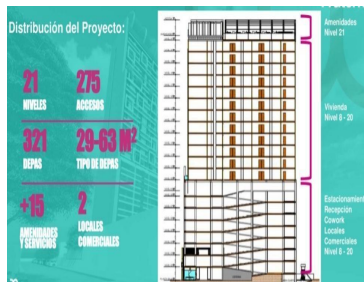 Distribución del Proyecto:
21
NIVELES
275
ACCESOS
321
DEPAS
29-63 M²
TIPO DE DEPAS
+15
AMENIDADES
Y SERVICIOS
2
LOCALES
COMERCIALES
Amenidades
Nivel 21
Vivienda
Nivel 8 - 20
Estacionamient
Recepción
Cowork
Locales
Comerciales
Nivel 8 - 20